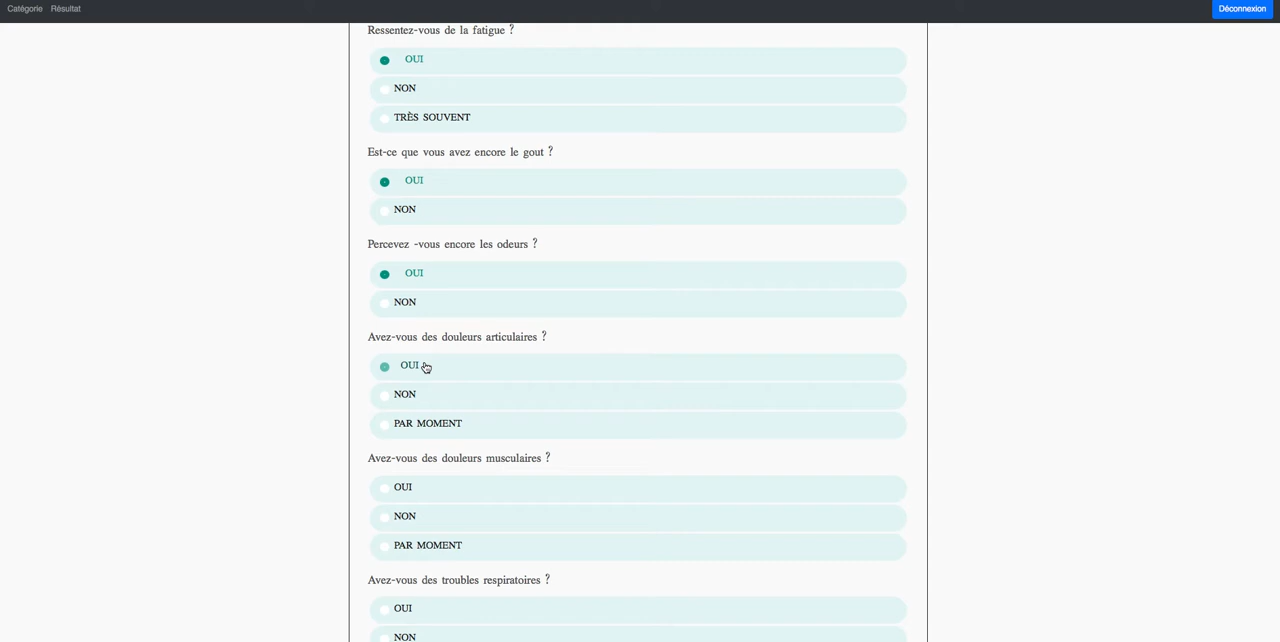 Catégorie Résultat Déconnexion
Ressentez-vous de la fatigue ?
OUI
NON
TRÈS SOUVENT
Est-ce que vous avez encore le gout ?
OUI
NON
Percevez -vous encore les odeurs ?
OUI
NON
Avez-vous des douleurs articulaires ?
OUI
NON
PAR MOMENT
Avez-vous des douleurs musculaires ?
OUI
NON
PAR MOMENT
Avez-vous des troubles respiratoires ?
OUI
NON